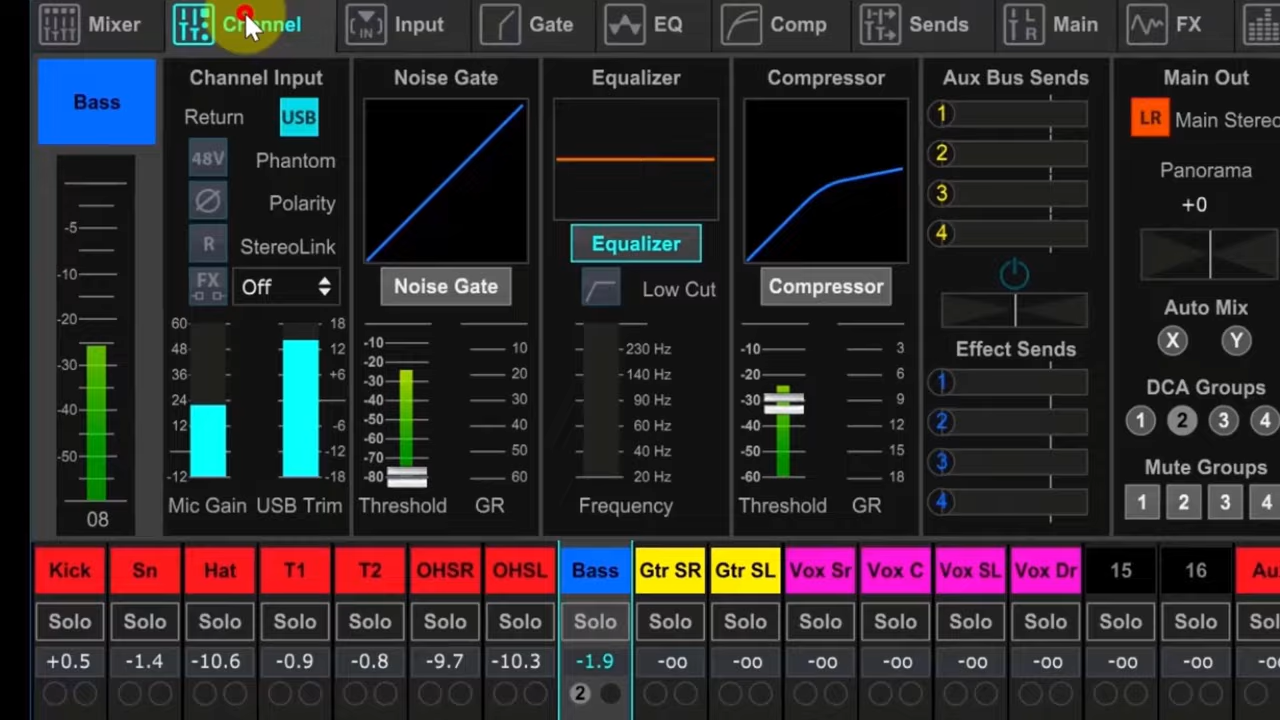 Mixer
Channel
Input
Gate
EQ
Comp
Sends
Main
FX
IN
L
R
Bass
-5
-10
-20
-30
-40
-50
08
Channel Input
Return USB
48V Phantom
Ø Polarity
R StereoLink
FX Off
60
48
36
24
12
-12
18
12
+6
-6
-12
-18
Mic Gain USB Trim
Noise Gate
Noise Gate
-10
-20
-30
-40
-50
-60
-70
-80
10
20
30
40
50
60
Threshold GR
Equalizer
Equalizer
Low Cut
230 Hz
140 Hz
90 Hz
60 Hz
40 Hz
20 Hz
Frequency
Compressor
Compressor
-10
-20
-30
-40
-50
-60
3
6
9
12
15
18
Threshold GR
Aux Bus Sends
1
2
3
4
Effect Sends
1
2
3
4
Main Out
LR Main Stereo
Panorama
+0
Auto Mix
X Y
DCA Groups
1 2 3 4
Mute Groups
1 2 3 4
Kick Sn Hat T1 T2 OHSR OHSL Bass Gtr SR Gtr SL Vox Sr Vox C Vox SL Vox Dr 15 16 Au
Solo Solo Solo Solo Solo Solo Solo Solo Solo Solo Solo Solo Solo Solo Solo Solo Sol
+0.5 -1.4 -10.6 -0.9 -0.8 -9.7 -10.3 -1.9 -oo -oo -oo -oo -oo -oo -oo -oo -o
2